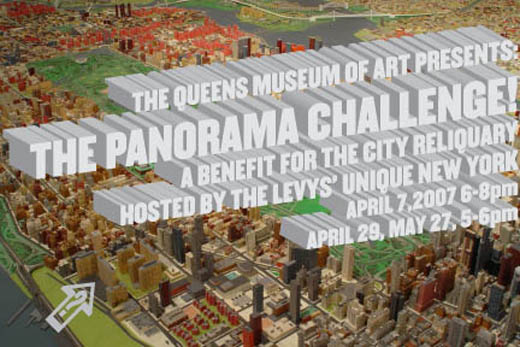 THE QUEENS MUSEUM OF ART PRESENTS:
THE PANORAMA CHALLENGE!
A BENEFIT FOR THE CITY RELIQUARY
HOSTED BY THE LEVYS' UNIQUE NEW YORK
APRIL 7, 2007 6-8pm
APRIL 29, MAY 27, 5-6pm